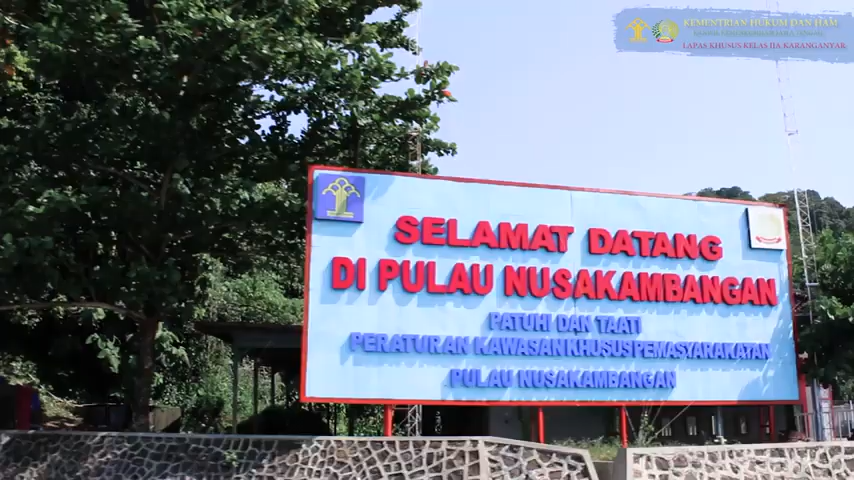 KEMENTRIAN HUKUM DAN HAM
LAPAS KHUSUS KELAS IIA KARANGANYAR
SELAMAT DATANG
DI PULAU NUSAKAMBANGAN
PATUHI DAN TAATI
PERATURAN KAWASAN KHUSUS PEMASYARAKATAN
PULAU NUSAKAMBANGAN